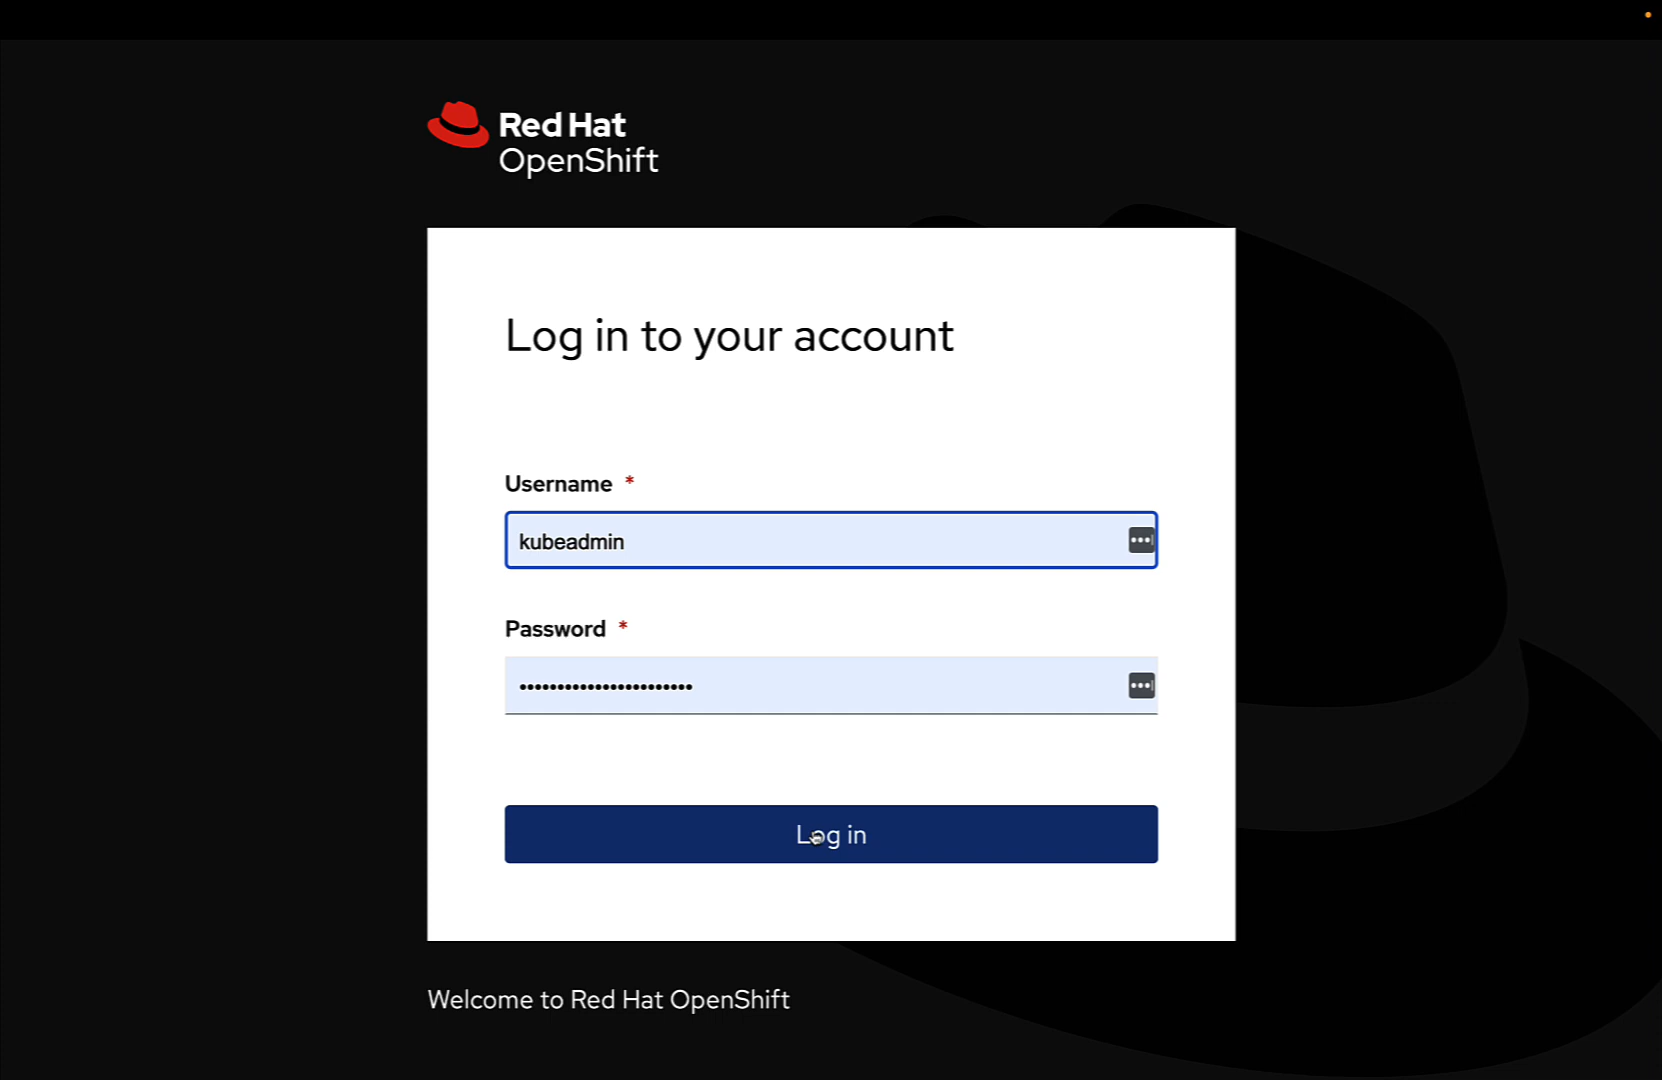 Red Hat
OpenShift
Log in to your account
Username *
kubeadmin
Password *
•••••••••••••••••••••••
Log in
Welcome to Red Hat OpenShift